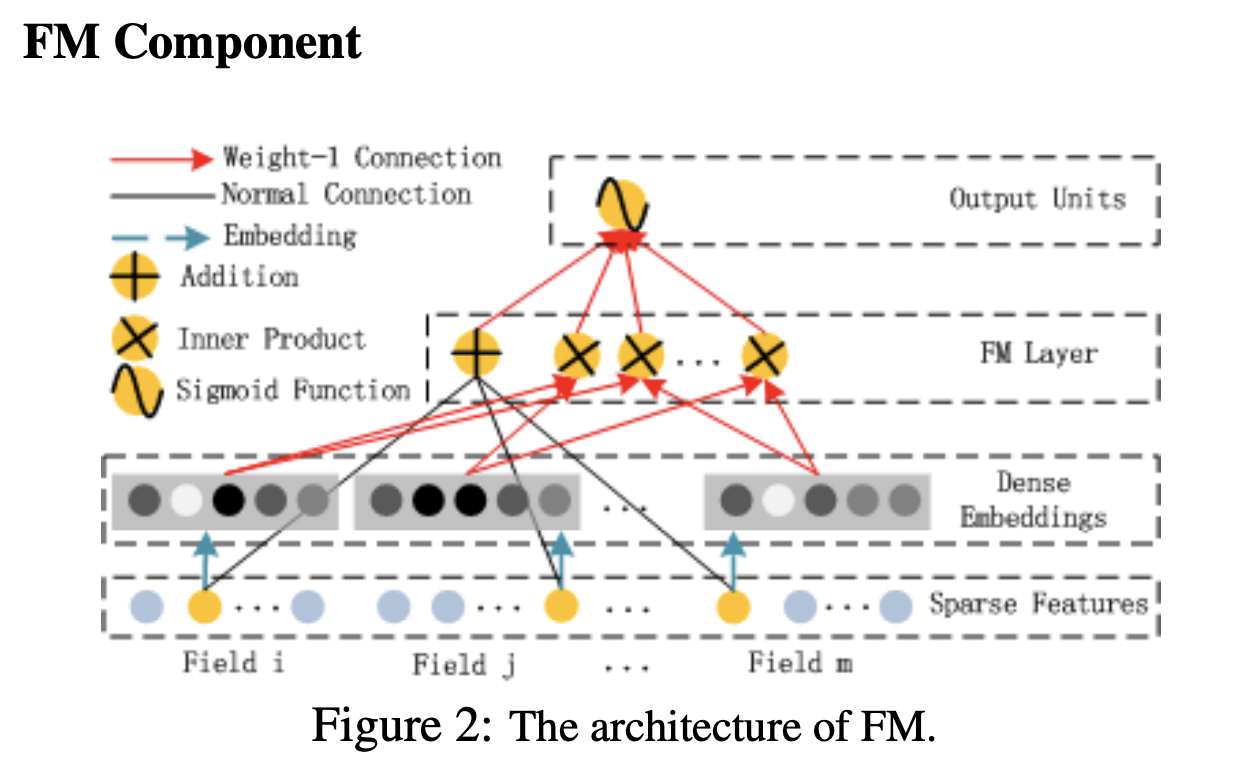 FM Component
Weight-1 Connection
Normal Connection
Embedding
Addition
Inner Product
Sigmoid Function
Output Units
...
FM Layer
...
Dense
Embeddings
... ... ... ...
Sparse Features
Field i Field j ... Field m
Figure 2: The architecture of FM.